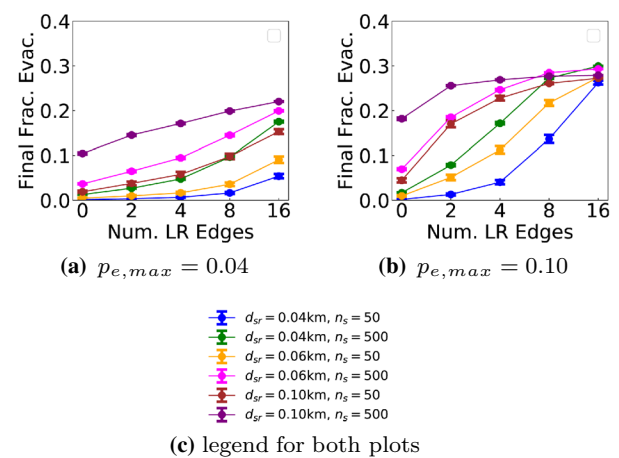 0.4
0.3
0.2
0.1
0.0
Final Frac. Evac.
0 2 4 8 16
Num. LR Edges
(a) p_{e,max} = 0.04
0.4
0.3
0.2
0.1
0.0
Final Frac. Evac.
0 2 4 8 16
Num. LR Edges
(b) p_{e,max} = 0.10
d_{sr} = 0.04km, n_s = 50
d_{sr} = 0.04km, n_s = 500
d_{sr} = 0.06km, n_s = 50
d_{sr} = 0.06km, n_s = 500
d_{sr} = 0.10km, n_s = 50
d_{sr} = 0.10km, n_s = 500
(c) legend for both plots